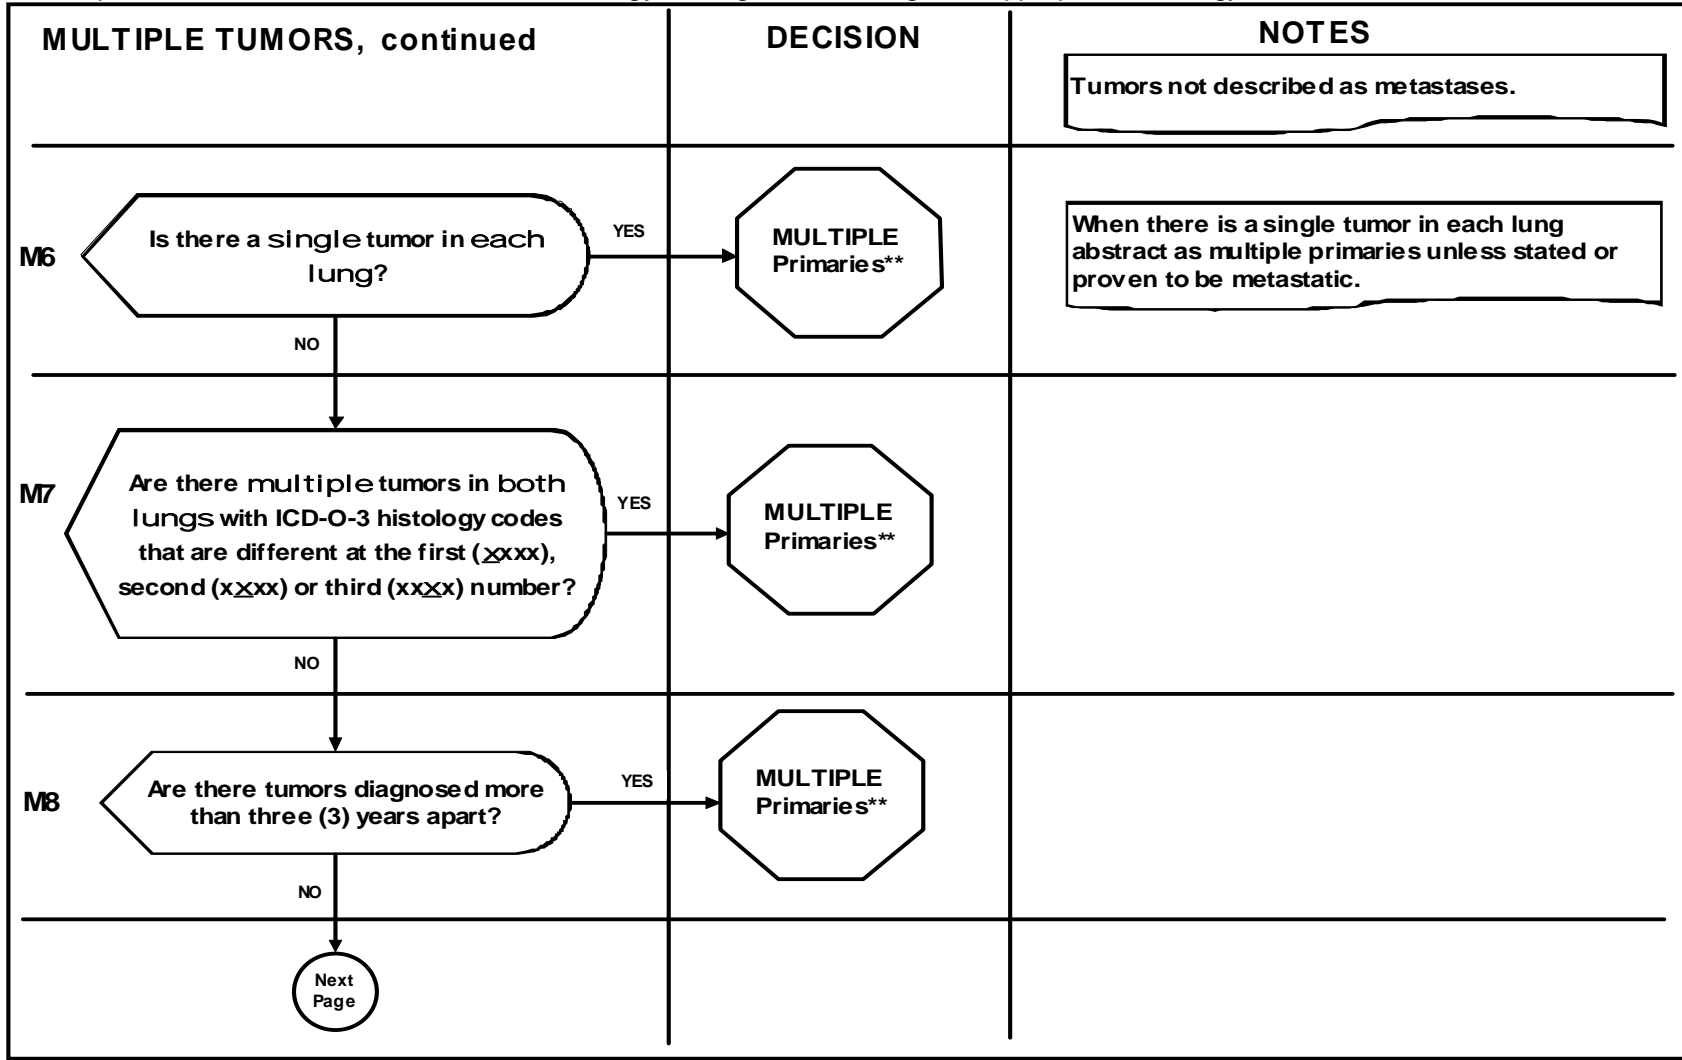 MULTIPLE TUMORS, continued
DECISION
NOTES
Tumors not described as metastases.
M6
Is there a single tumor in each
lung?
YES
MULTIPLE
Primaries**
When there is a single tumor in each lung
abstract as multiple primaries unless stated or
proven to be metastatic.
NO
M7
Are there multiple tumors in both
lungs with ICD-O-3 histology codes
that are different at the first (xxxx),
second (xxxx) or third (xxxx) number?
YES
MULTIPLE
Primaries**
NO
M8
Are there tumors diagnosed more
than three (3) years apart?
YES
MULTIPLE
Primaries**
NO
Next
Page